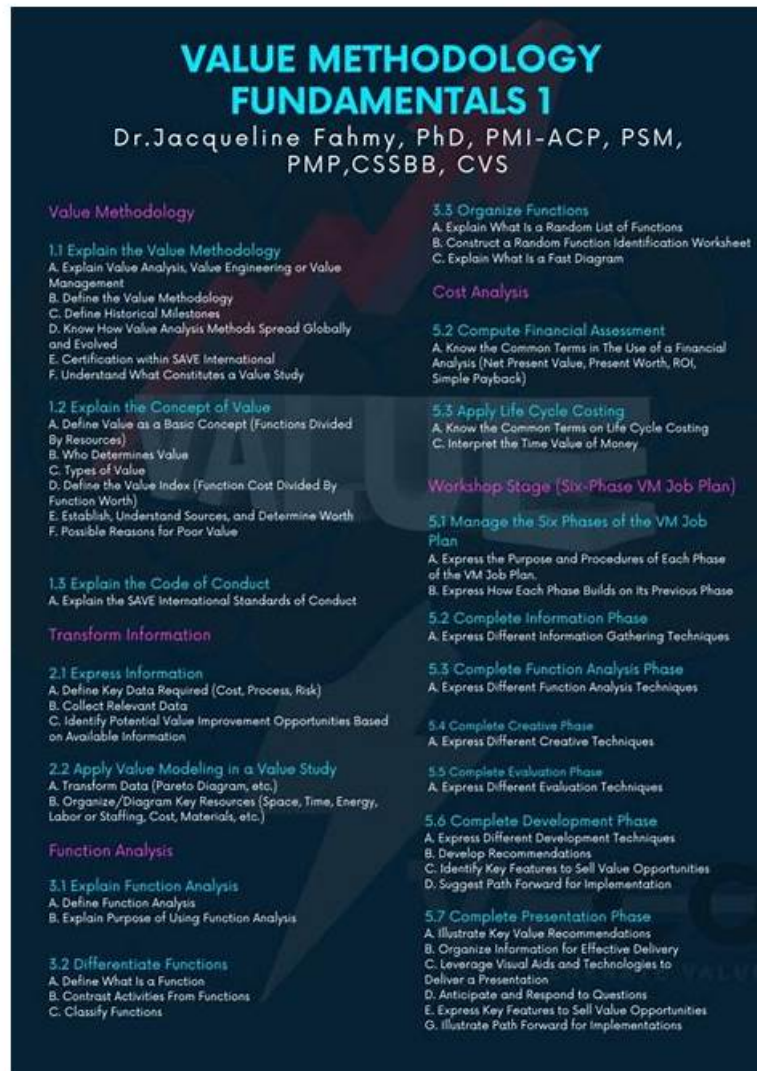 VALUE METHODOLOGY
FUNDAMENTALS 1
Dr.Jacqueline Fahmy, PhD, PMI-ACP, PSM,
PMP,CSSBB, CVS
Value Methodology
1.1 Explain the Value Methodology
A. Explain Value Analysis, Value Engineering or Value
Management
B. Define the Value Methodology
C. Define Historical Milestones
D. Know How Value Analysis Methods Spread Globally
and Evolved
E. Certification within SAVE International
F. Understand What Constitutes a Value Study
1.2 Explain the Concept of Value
A. Define Value as a Basic Concept (Functions Divided
By Resources)
B. Who Determines Value
C. Types of Value
D. Define the Value Index (Function Cost Divided By
Function Worth)
E. Establish, Understand Sources, and Determine Worth
F. Possible Reasons for Poor Value
1.3 Explain the Code of Conduct
A. Explain the SAVE International Standards of Conduct
Transform Information
2.1 Express Information
A. Define Key Data Required (Cost, Process, Risk)
B. Collect Relevant Data
C. Identify Potential Value Improvement Opportunities Based
on Available Information
2.2 Apply Value Modeling in a Value Study
A. Transform Data (Pareto Diagram, etc.)
B. Organize/Diagram Key Resources (Space, Time, Energy,
Labor or Staffing, Cost, Materials, etc.)
Function Analysis
3.1 Explain Function Analysis
A. Define Function Analysis
B. Explain Purpose of Using Function Analysis
3.2 Differentiate Functions
A. Define What Is a Function
B. Contrast Activities From Functions
C. Classify Functions
3.3 Organize Functions
A. Explain What Is a Random List of Functions
B. Construct a Random Function Identification Worksheet
C. Explain What Is a Fast Diagram
Cost Analysis
5.2 Compute Financial Assessment
A. Know the Common Terms in The Use of a Financial
Analysis (Net Present Value, Present Worth, ROI,
Simple Payback)
5.3 Apply Life Cycle Costing
A. Know the Common Terms on Life Cycle Costing
C. Interpret the Time Value of Money
Workshop Stage (Six-Phase VM Job Plan)
5.1 Manage the Six Phases of the VM Job
Plan
A. Express the Purpose and Procedures of Each Phase
of the VM Job Plan.
B. Express How Each Phase Builds on Its Previous Phase
5.2 Complete Information Phase
A. Express Different Information Gathering Techniques
5.3 Complete Function Analysis Phase
A. Express Different Function Analysis Techniques
5.4 Complete Creative Phase
A. Express Different Creative Techniques
5.5 Complete Evaluation Phase
A. Express Different Evaluation Techniques
5.6 Complete Development Phase
A. Express Different Development Techniques
B. Develop Recommendations
C. Identify Key Features to Sell Value Opportunities
D. Suggest Path Forward for Implementation
5.7 Complete Presentation Phase
A. Illustrate Key Value Recommendations
B. Organize Information for Effective Delivery
C. Leverage Visual Aids and Technologies to
Deliver a Presentation
D. Anticipate and Respond to Questions
E. Express Key Features to Sell Value Opportunities
G. Illustrate Path Forward for Implementations
VALUE
VALUE